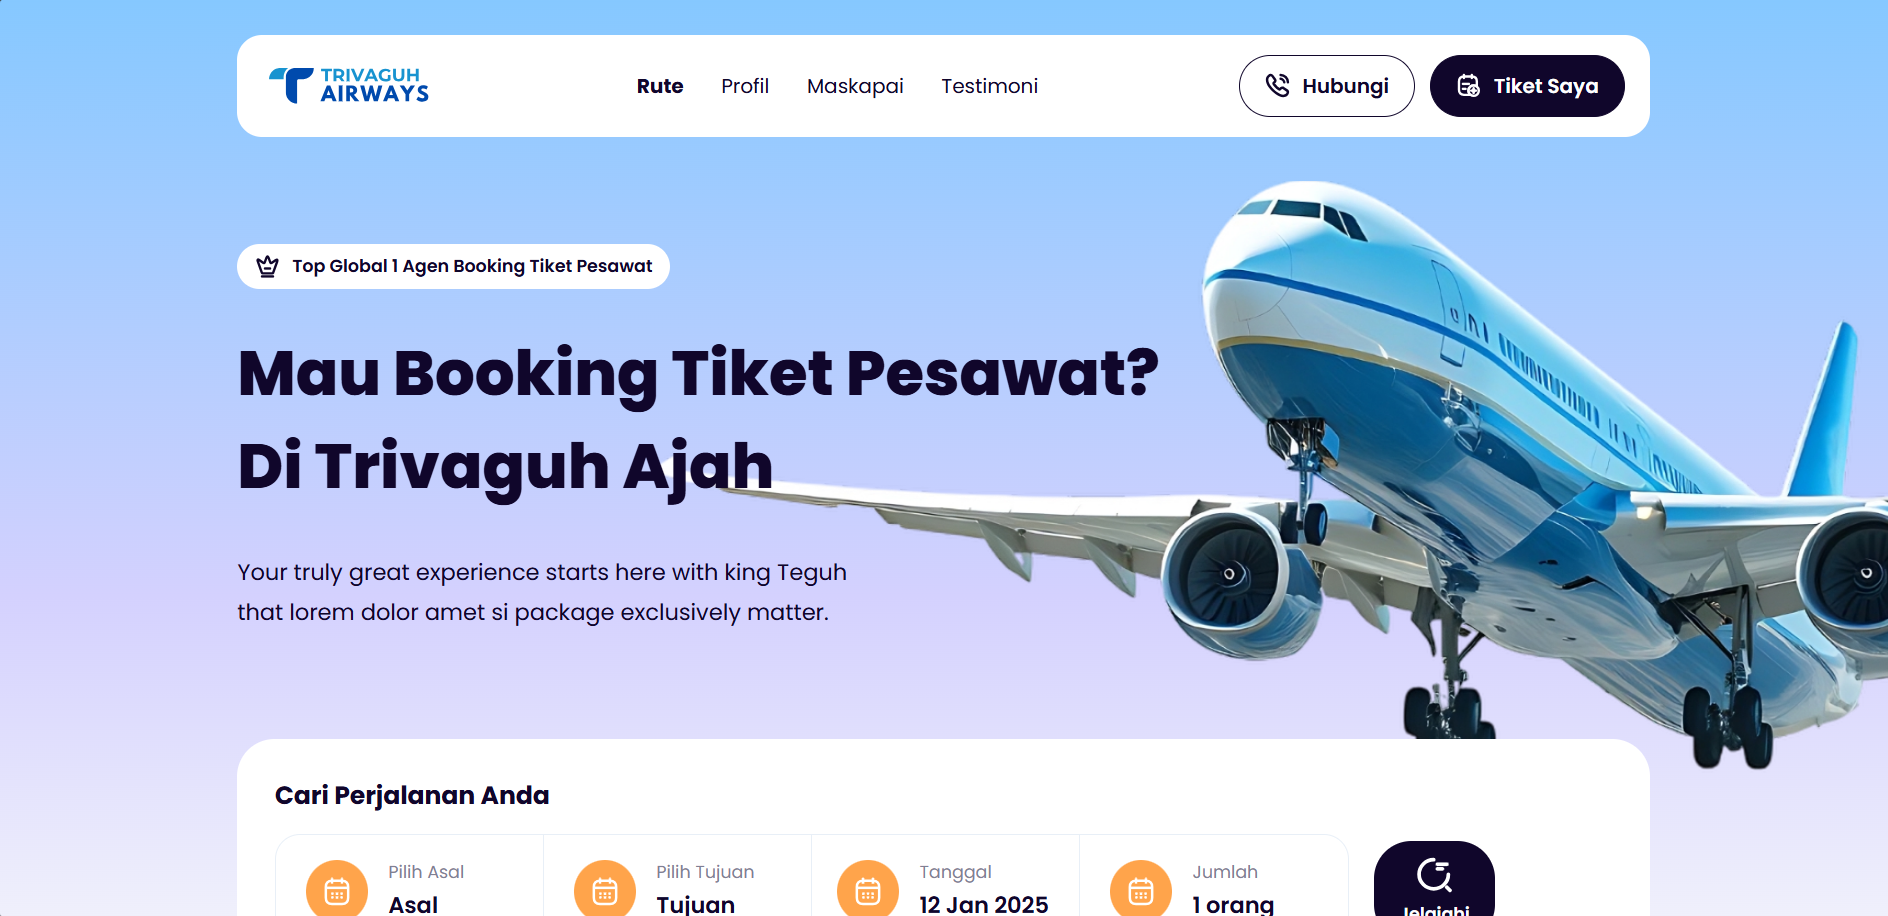 TRIVAGUH
AIRWAYS
Rute
Profil
Maskapai
Testimoni
Hubungi
Tiket Saya
Top Global 1 Agen Booking Tiket Pesawat
Mau Booking Tiket Pesawat?
Di Trivaguh Ajah
Your truly great experience starts here with king Teguh
that lorem dolor amet si package exclusively matter.
Cari Perjalanan Anda
Pilih Asal
Asal
Pilih Tujuan
Tujuan
Tanggal
12 Jan 2025
Jumlah
1 orang
Jelajahi